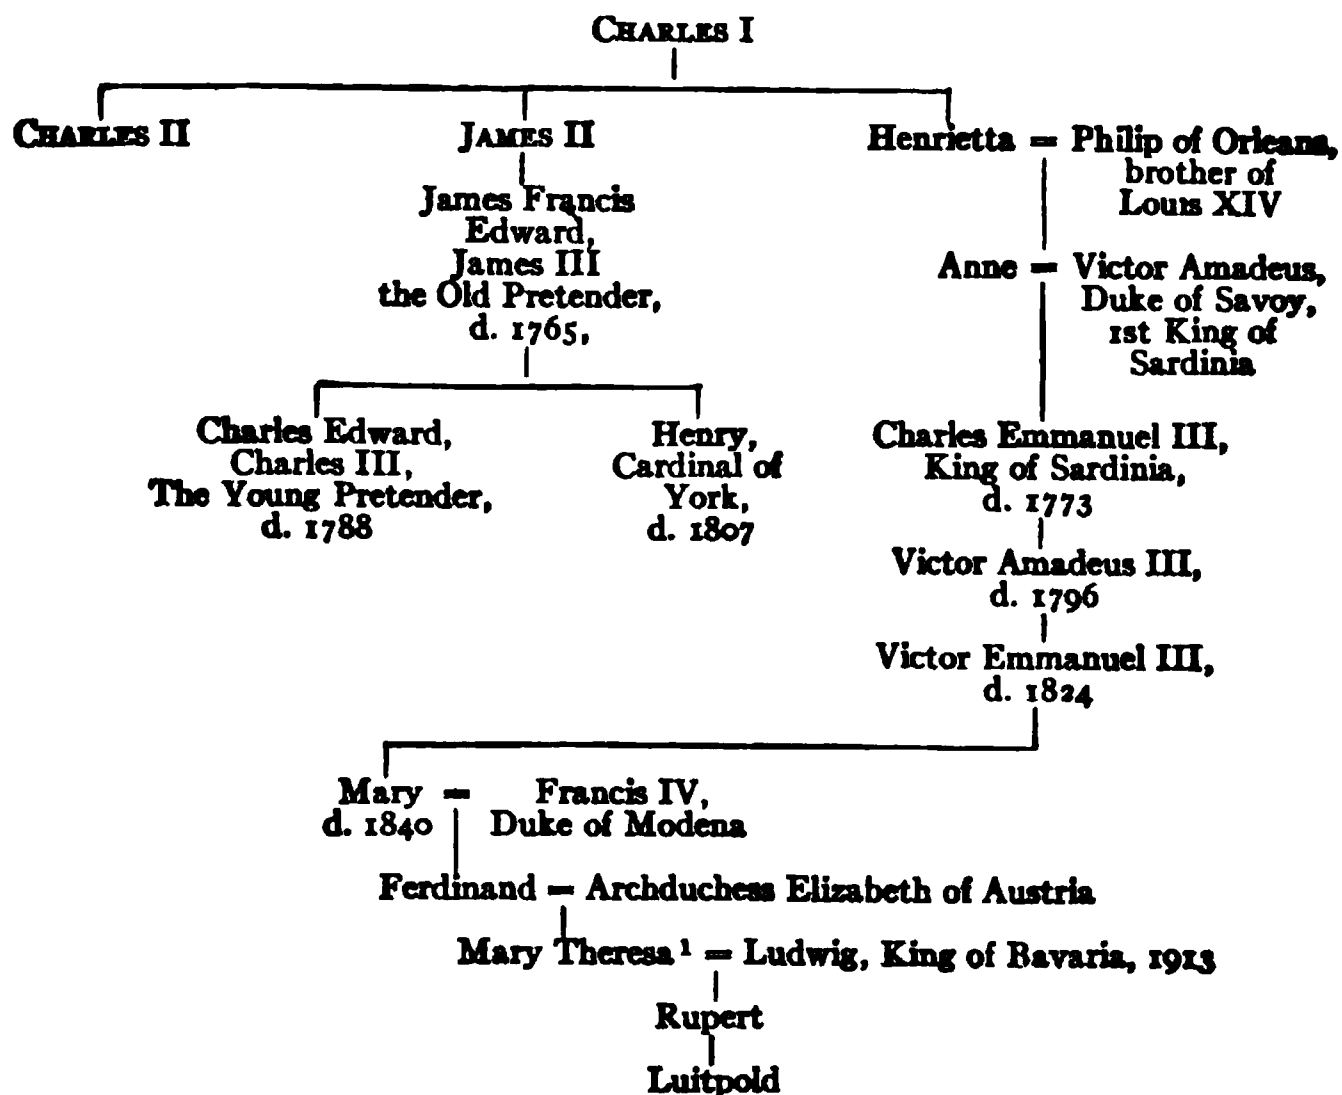 CHARLES I
CHARLES II
JAMES II
Henrietta = Philip of Orleans,
brother of
Louis XIV
James Francis
Edward,
James III
the Old Pretender,
d. 1765,
Anne = Victor Amadeus,
Duke of Savoy,
1st King of
Sardinia
Charles Edward,
Charles III,
The Young Pretender,
d. 1788
Henry,
Cardinal of
York,
d. 1807
Charles Emmanuel III,
King of Sardinia,
d. 1773
Victor Amadeus III,
d. 1796
Victor Emmanuel III,
d. 1824
Mary = Francis IV,
d. 1840 Duke of Modena
Ferdinand = Archduchess Elizabeth of Austria
Mary Theresa ¹ = Ludwig, King of Bavaria, 1913
Rupert
Luitpold